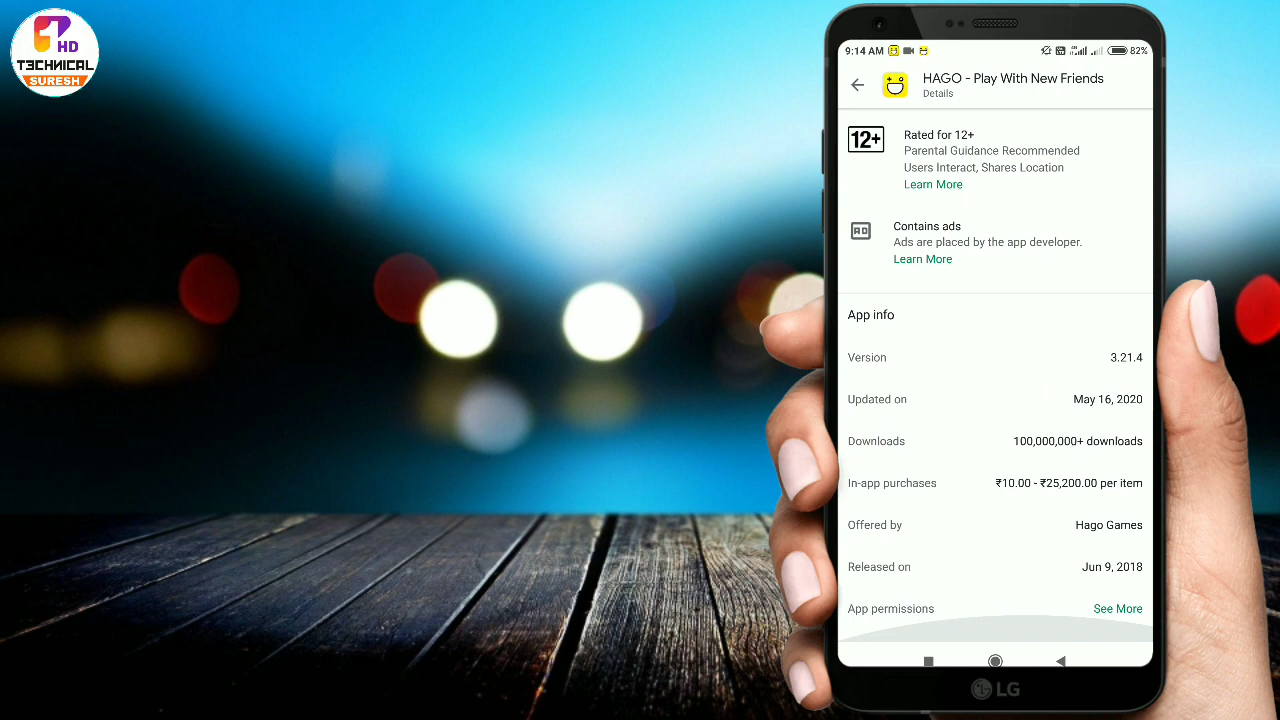 HD
T3CHNICAL
SURESH
9:14 AM
82%
HAGO - Play With New Friends
Details
12+
Rated for 12+
Parental Guidance Recommended
Users Interact, Shares Location
Learn More
AD
Contains ads
Ads are placed by the app developer.
Learn More
App info
Version 3.21.4
Updated on May 16, 2020
Downloads 100,000,000+ downloads
In-app purchases ₹10.00 - ₹25,200.00 per item
Offered by Hago Games
Released on Jun 9, 2018
App permissions See More
LG